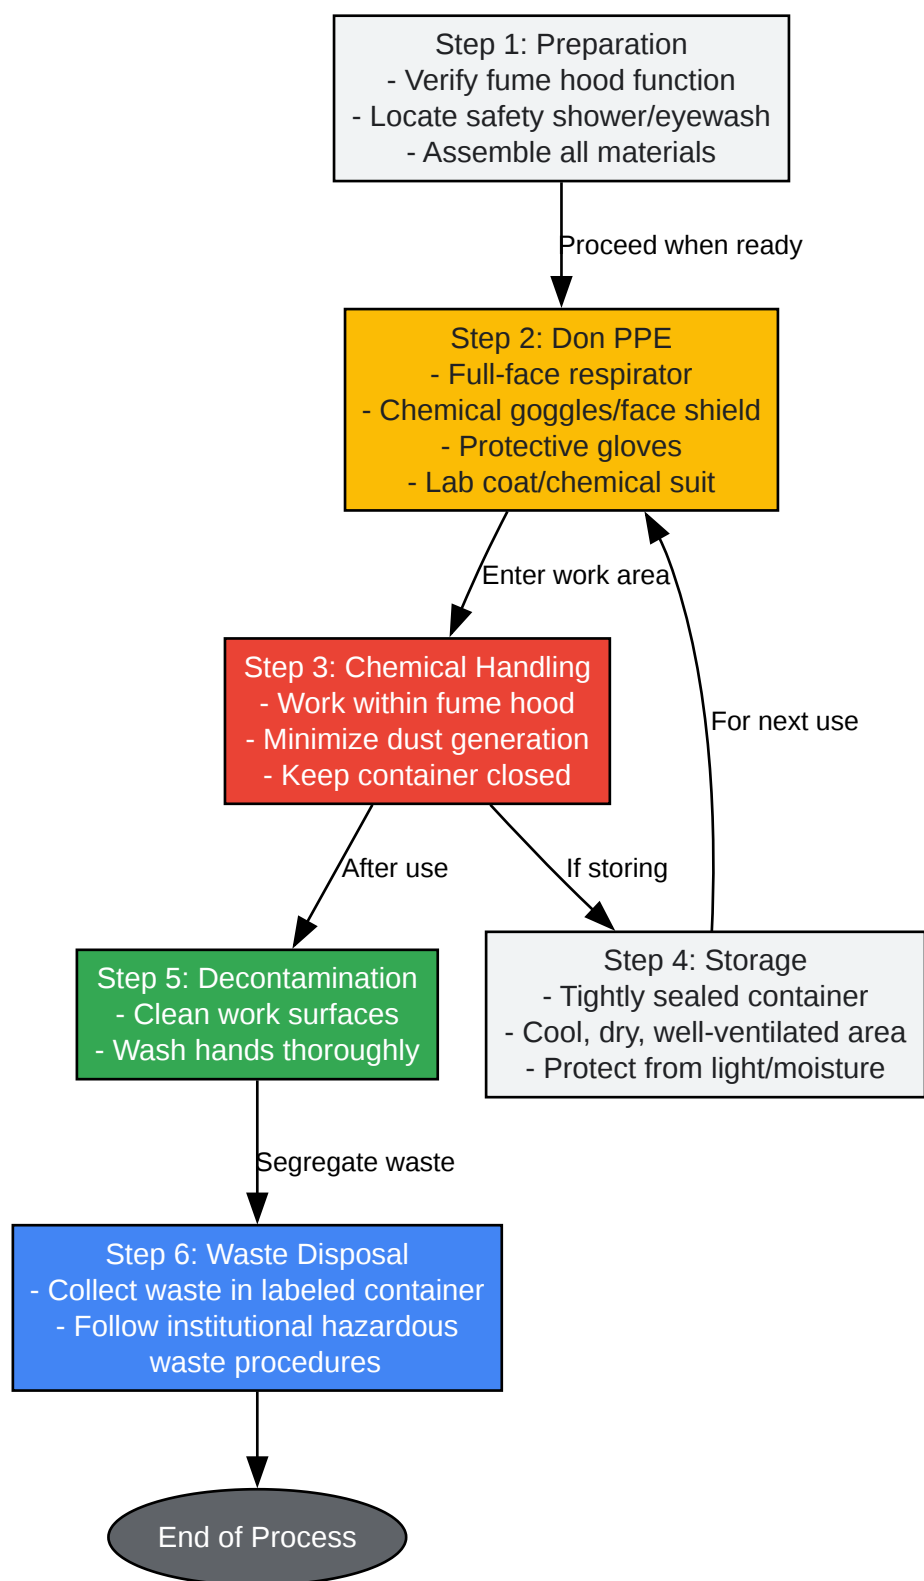 Step 1: Preparation
- Verify fume hood function
- Locate safety shower/eyewash
- Assemble all materials
Proceed when ready
Step 2: Don PPE
- Full-face respirator
- Chemical goggles/face shield
- Protective gloves
- Lab coat/chemical suit
Enter work area
Step 3: Chemical Handling
- Work within fume hood
- Minimize dust generation
- Keep container closed
For next use
After use
If storing
Step 5: Decontamination
- Clean work surfaces
- Wash hands thoroughly
Step 4: Storage
- Tightly sealed container
- Cool, dry, well-ventilated area
- Protect from light/moisture
Segregate waste
Step 6: Waste Disposal
- Collect waste in labeled container
- Follow institutional hazardous
waste procedures
End of Process